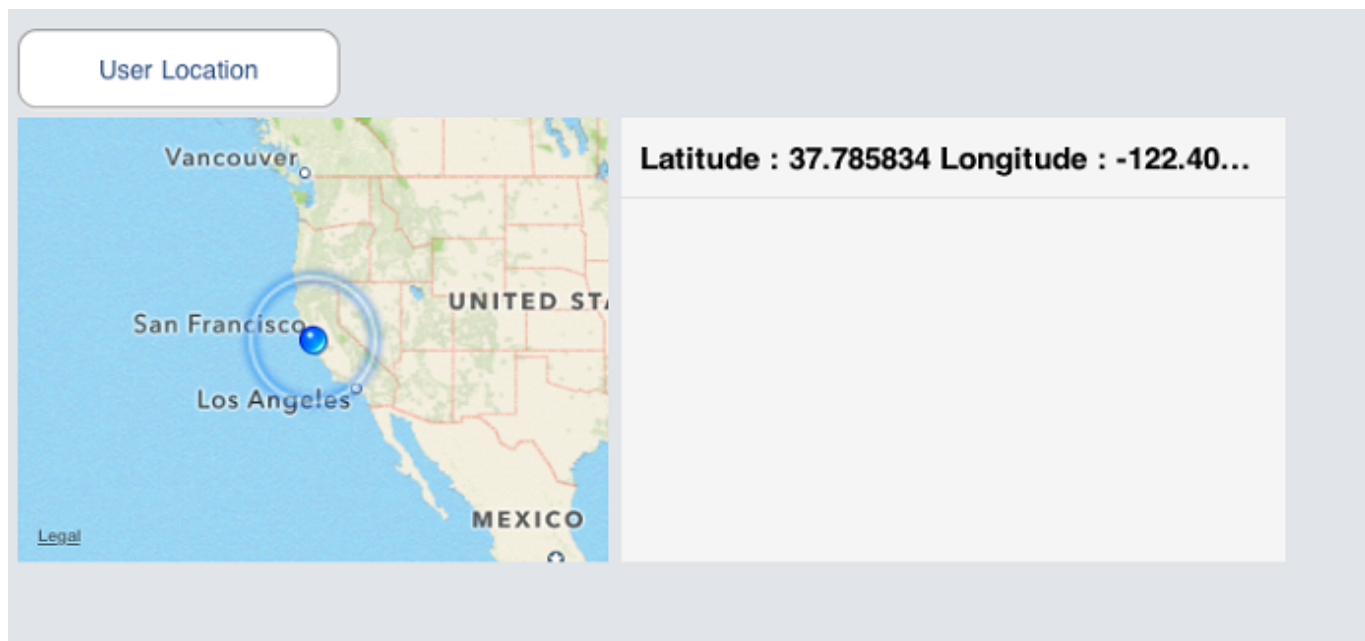 User Location
Vancouver
Latitude : 37.785834 Longitude : -122.40...
UNITED STA
San Francisco
Los Angeles
MEXICO
Legal